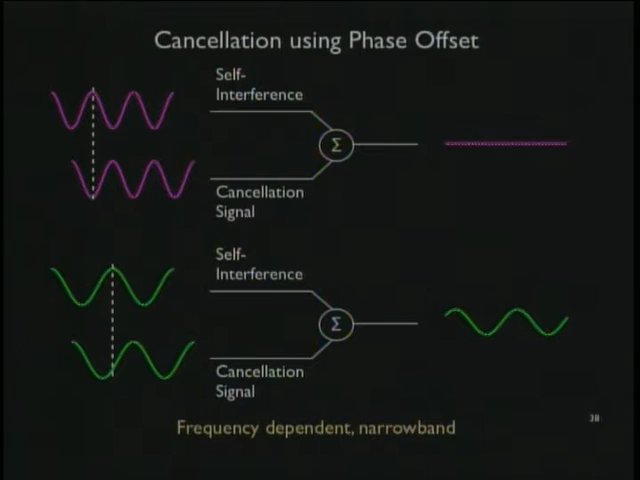 Cancellation using Phase Offset
Self-
Interference
Σ
Cancellation
Signal
Self-
Interference
Σ
Cancellation
Signal
38
Frequency dependent, narrowband